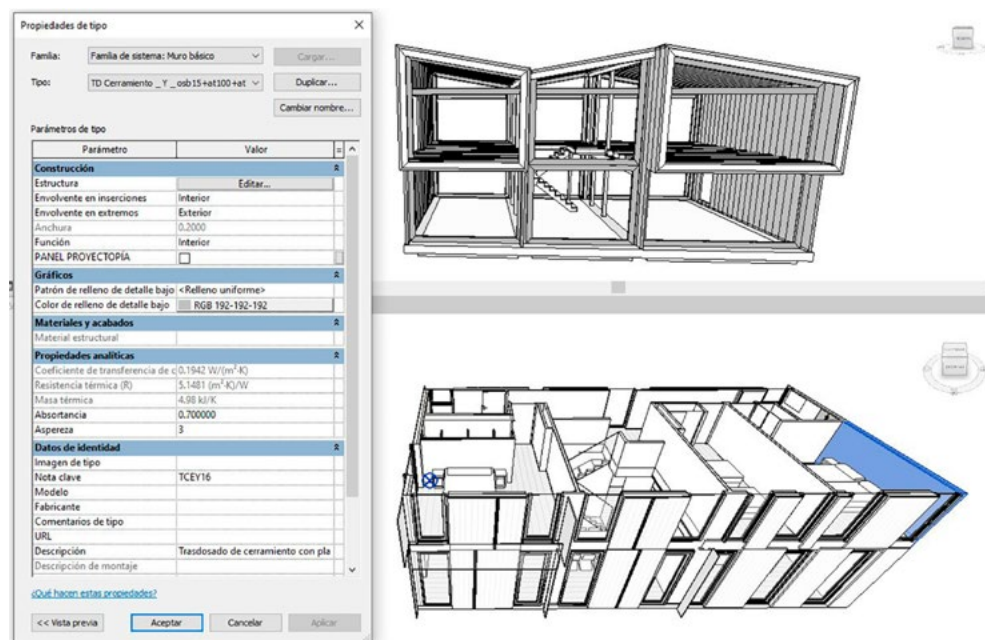 Propiedades de tipo
Familia: Familia de sistema: Muro básico Cargar...
Tipo: TD Cerramiento _ Y _osb15+at100+at Duplicar...
Cambiar nombre...
Parámetros de tipo
Parámetro Valor =
Construcción
Estructura Editar...
Envolvente en inserciones Interior
Envolvente en extremos Exterior
Anchura 0.2000
Función Interior
PANEL PROYECTOPÍA
Gráficos
Patrón de relleno de detalle bajo <Relleno uniforme>
Color de relleno de detalle bajo RGB 192-192-192
Materiales y acabados
Material estructural
Propiedades analíticas
Coeficiente de transferencia de c 0.1942 W/(m²·K)
Resistencia térmica (R) 5.1481 (m²·K)/W
Masa térmica 4.98 kJ/K
Absortancia 0.700000
Aspereza 3
Datos de identidad
Imagen de tipo
Nota clave TCEY16
Modelo
Fabricante
Comentarios de tipo
URL
Descripción Trasdosado de cerramiento con pla
Descripción de montaje
¿Qué hacen estas propiedades?
<< Vista previa Aceptar Cancelar Aplicar